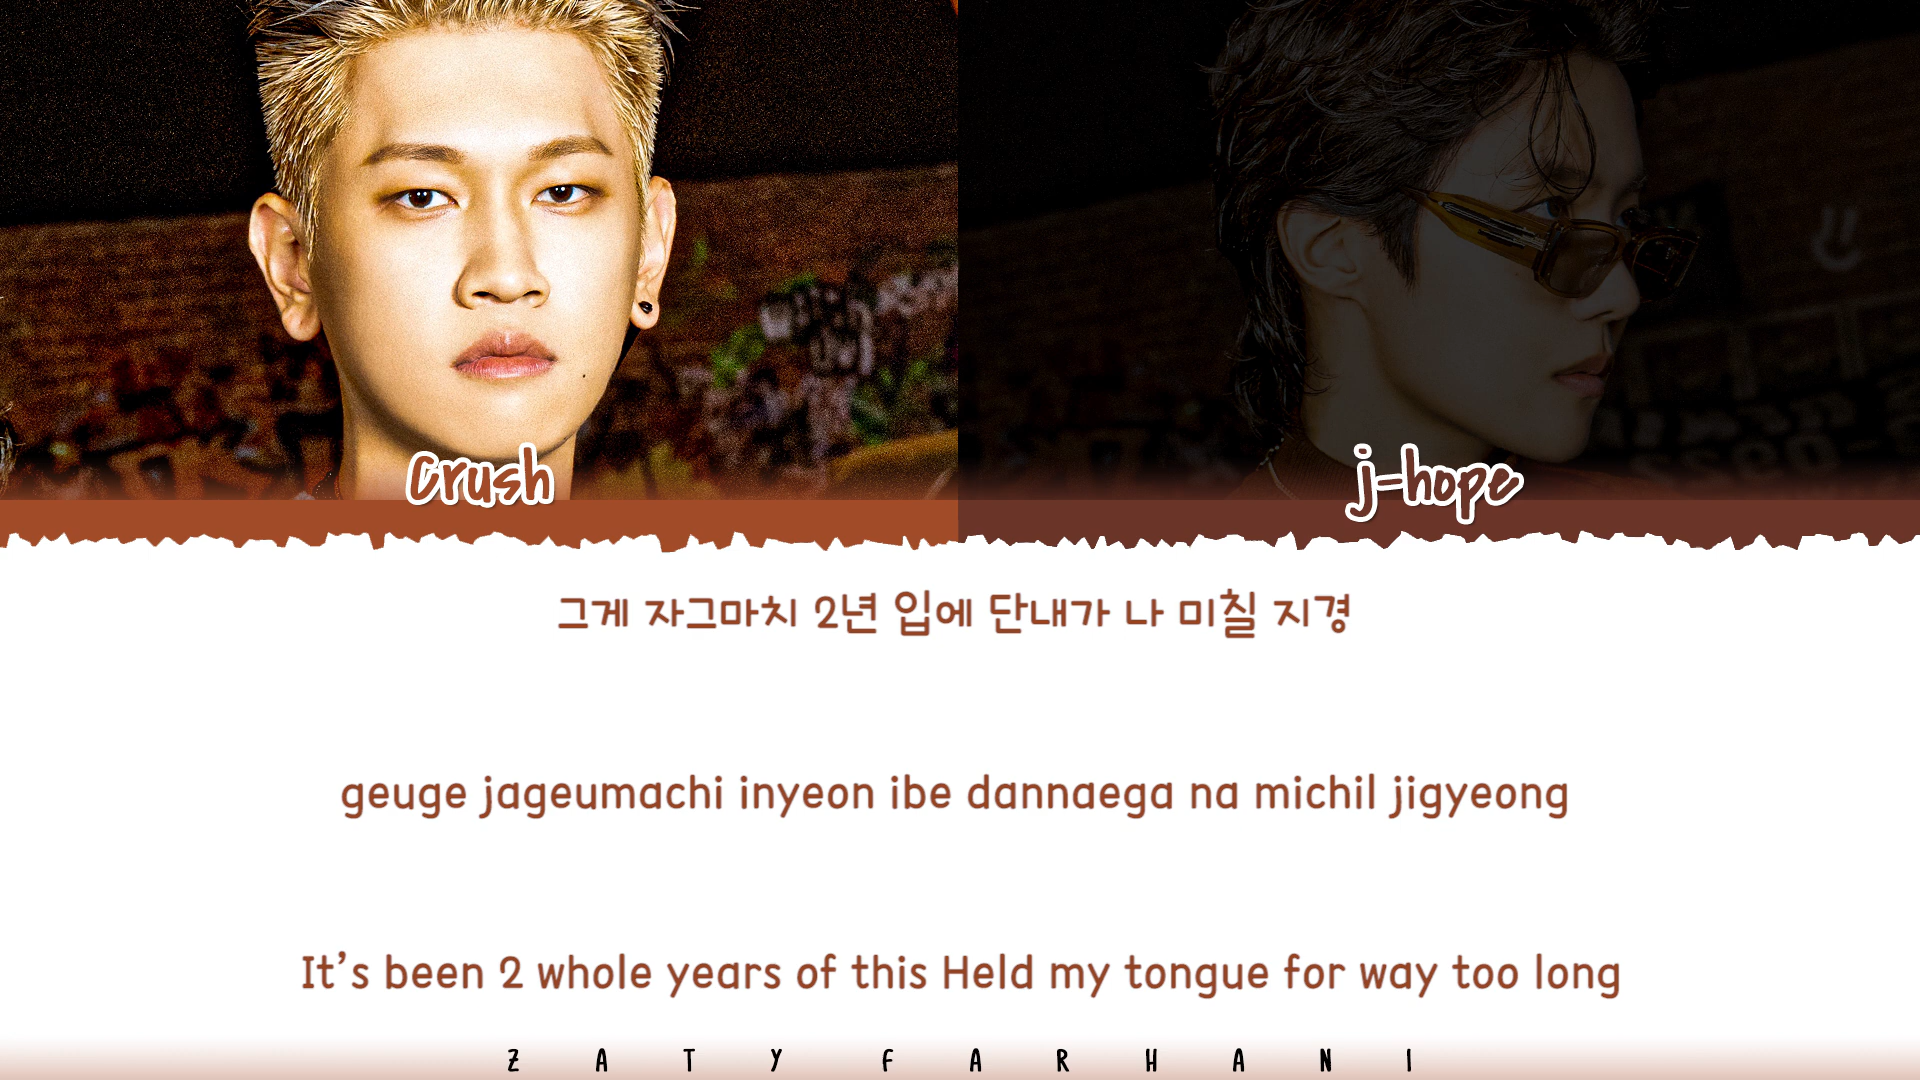 Crush
j-hope
그게 자그마치 2년 입에 단내가 나 미칠 지경
geuge jageumachi inyeon ibe dannaega na michil jigyeong
It's been 2 whole years of this Held my tongue for way too long
ZATY FARHANI